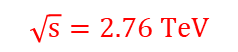 √s = 2.76 TeV